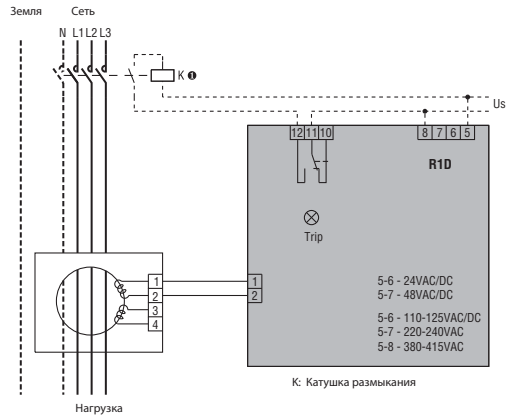 Земля
Сеть
N L1 L2 L3
K ❶
Us
12 11 10
8 7 6 5
R1D
Trip
1
2
3
4
1
2
5-6 - 24VAC/DC
5-7 - 48VAC/DC
5-6 - 110-125VAC/DC
5-7 - 220-240VAC
5-8 - 380-415VAC
K: Катушка размыкания
Нагрузка